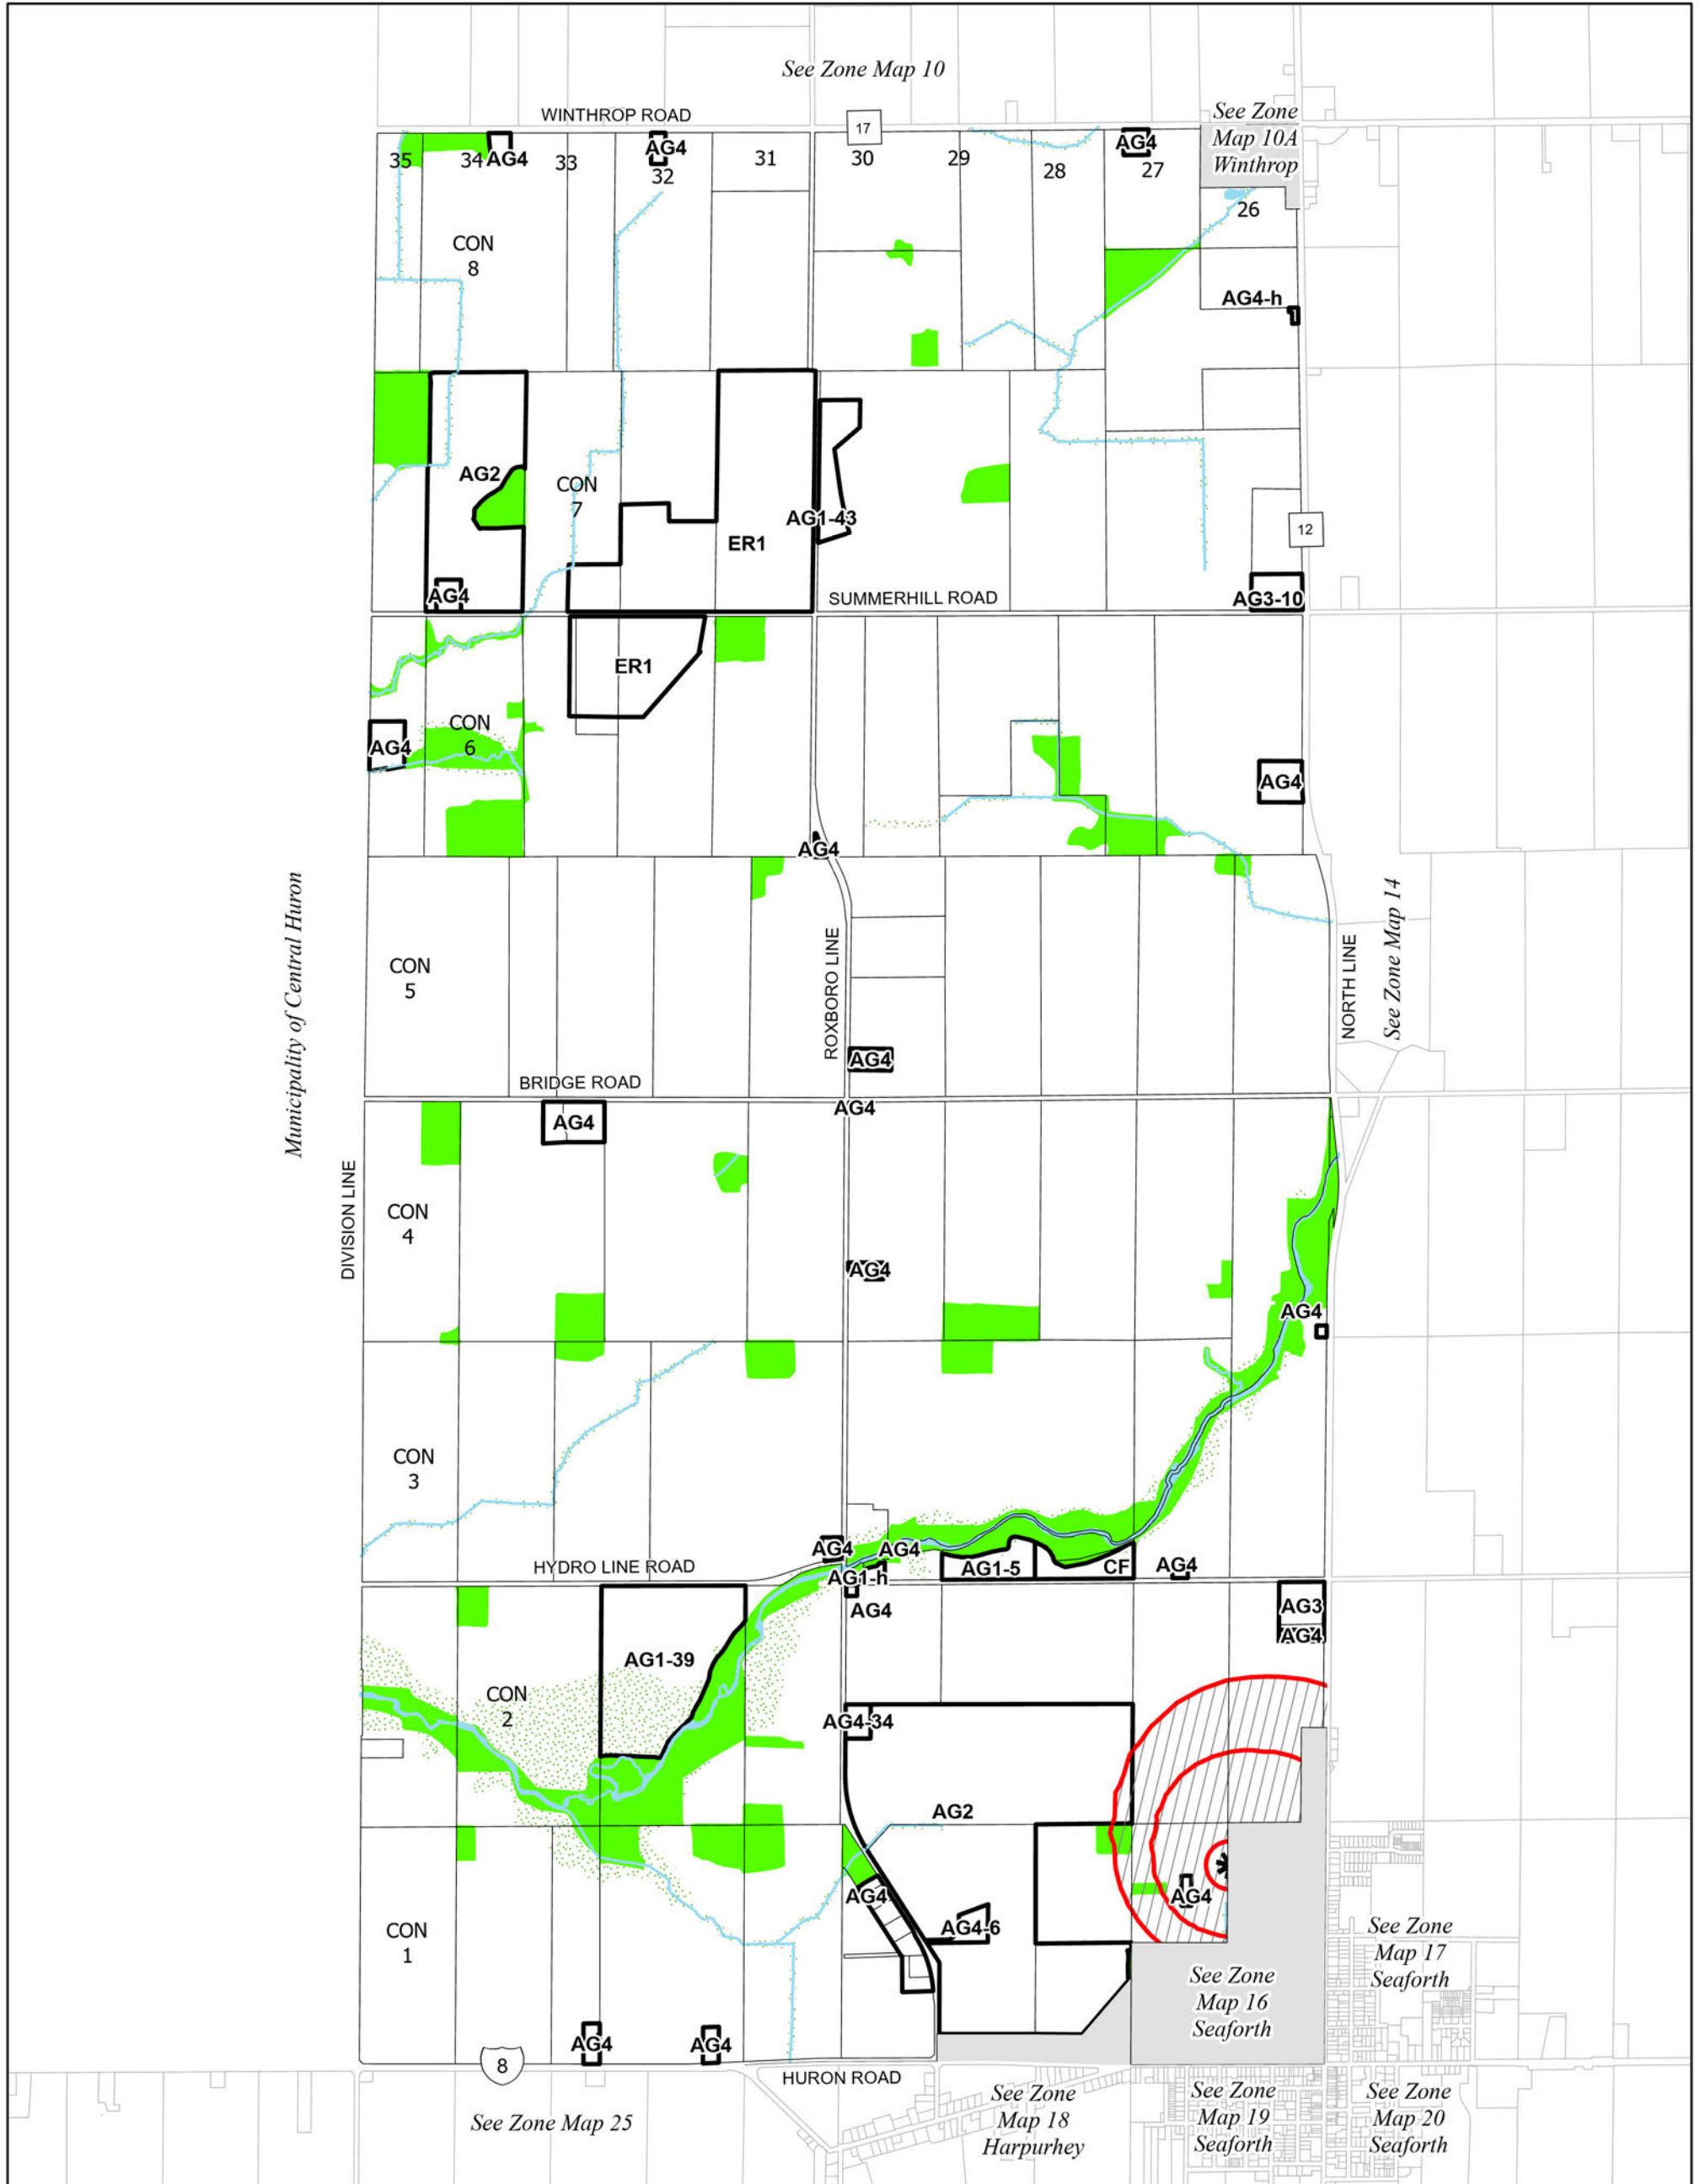 See Zone Map 10
WINTHROP ROAD
17
See Zone
Map 10A
Winthrop
35
34
AG4
33
AG4
32
31
30
29
28
AG4
27
26
CON
8
AG4-h
AG2
CON
7
AG1-43
ER1
12
AG4
SUMMERHILL ROAD
AG3-10
ER1
CON
6
AG4
AG4
AG4
Municipality of Central Huron
CON
5
ROXBORO LINE
NORTH LINE
See Zone Map 14
AG4
BRIDGE ROAD
AG4
AG4
DIVISION LINE
CON
4
AG4
AG4
CON
3
AG4
AG4
HYDRO LINE ROAD
AG1-h
AG1-5
CF
AG4
AG4
AG3
AG4
AG1-39
CON
2
AG4-34
AG2
AG4
AG4
AG4-6
CON
1
See Zone
Map 17
Seaforth
See Zone
Map 16
Seaforth
AG4
AG4
8
HURON ROAD
See Zone Map 25
See Zone
Map 18
Harpurhey
See Zone
Map 19
Seaforth
See Zone
Map 20
Seaforth